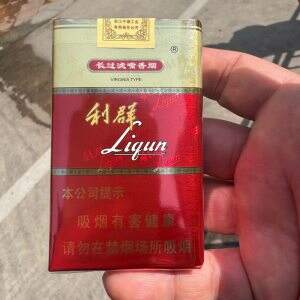 长过滤嘴香烟
VIRGINIA TYPE
®
利群
Liqun
本公司提示
吸烟有害健康
请勿在禁烟场所吸烟